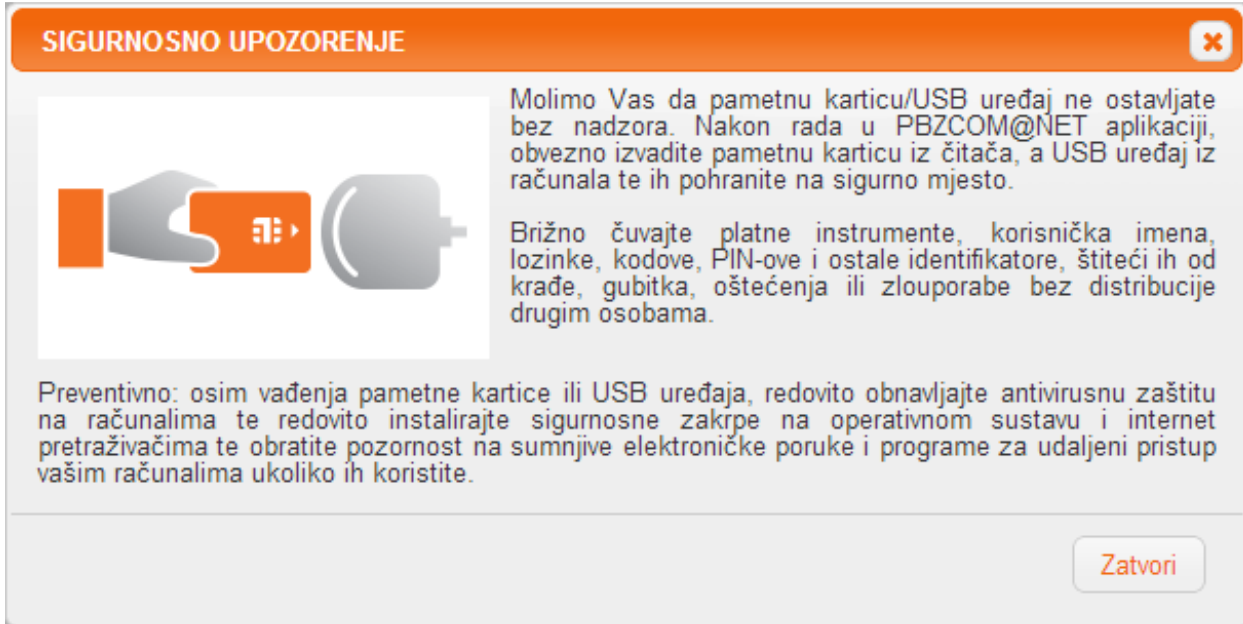 SIGURNOSNO UPOZORENJE
Molimo Vas da pametnu karticu/USB uređaj ne ostavljate
bez nadzora. Nakon rada u PBZCOM@NET aplikaciji,
obvezno izvadite pametnu karticu iz čitača, a USB uređaj iz
računala te ih pohranite na sigurno mjesto.
Brižno čuvajte platne instrumente, korisnička imena,
lozinke, kodove, PIN-ove i ostale identifikatore, štiteći ih od
krađe, gubitka, oštećenja ili zlouporabe bez distribucije
drugim osobama.
Preventivno: osim vađenja pametne kartice ili USB uređaja, redovito obnavljajte antivirusnu zaštitu
na računalima te redovito instalirajte sigurnosne zakrpe na operativnom sustavu i internet
pretraživačima te obratite pozornost na sumnjive elektroničke poruke i programe za udaljeni pristup
vašim računalima ukoliko ih koristite.
Zatvori